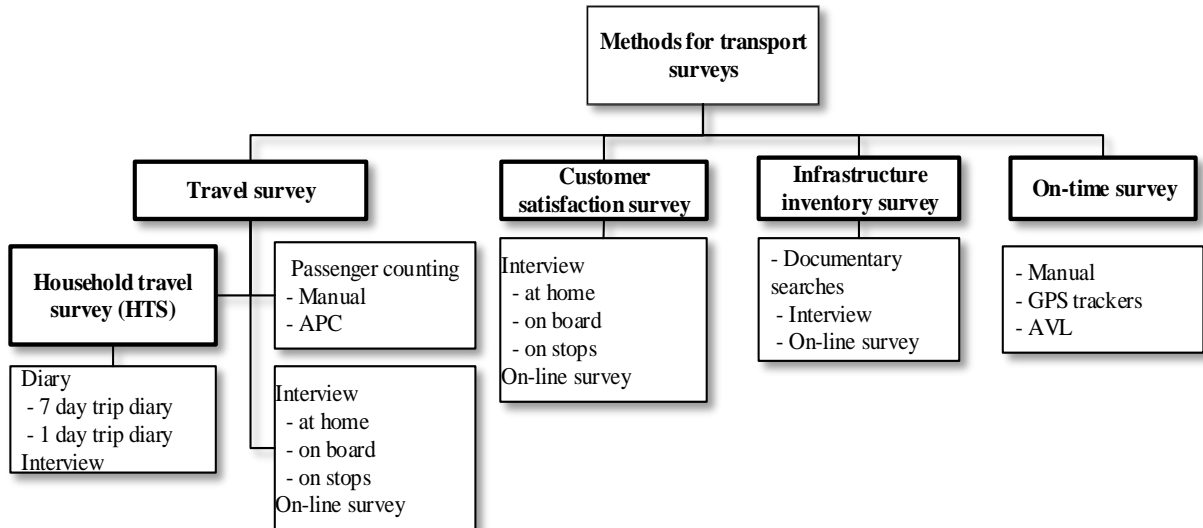 Methods for transport
surveys
Travel survey
Customer
satisfaction survey
Infrastructure
inventory survey
On-time survey
Household travel
survey (HTS)
Passenger counting
- Manual
- APC
Interview
- at home
- on board
- on stops
On-line survey
- Documentary
searches
- Interview
- On-line survey
- Manual
- GPS trackers
- AVL
Diary
- 7 day trip diary
- 1 day trip diary
Interview
Interview
- at home
- on board
- on stops
On-line survey